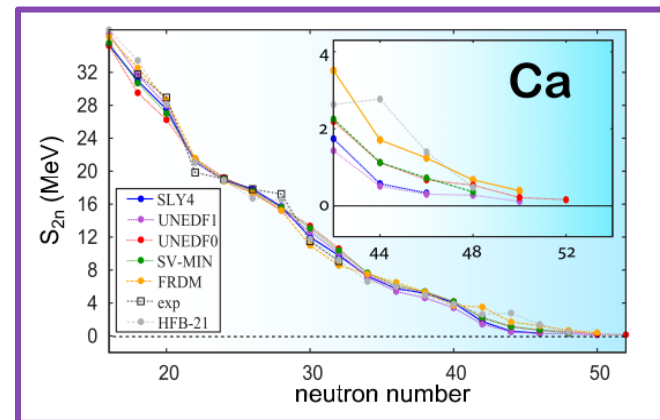 36
32
28
24
20
16
12
8
4
0
S2n (MeV)
20
30
40
50
neutron number
SLY4
UNEDF1
UNEDF0
SV-MIN
FRDM
exp
HFB-21
Ca
4
2
0
44
48
52